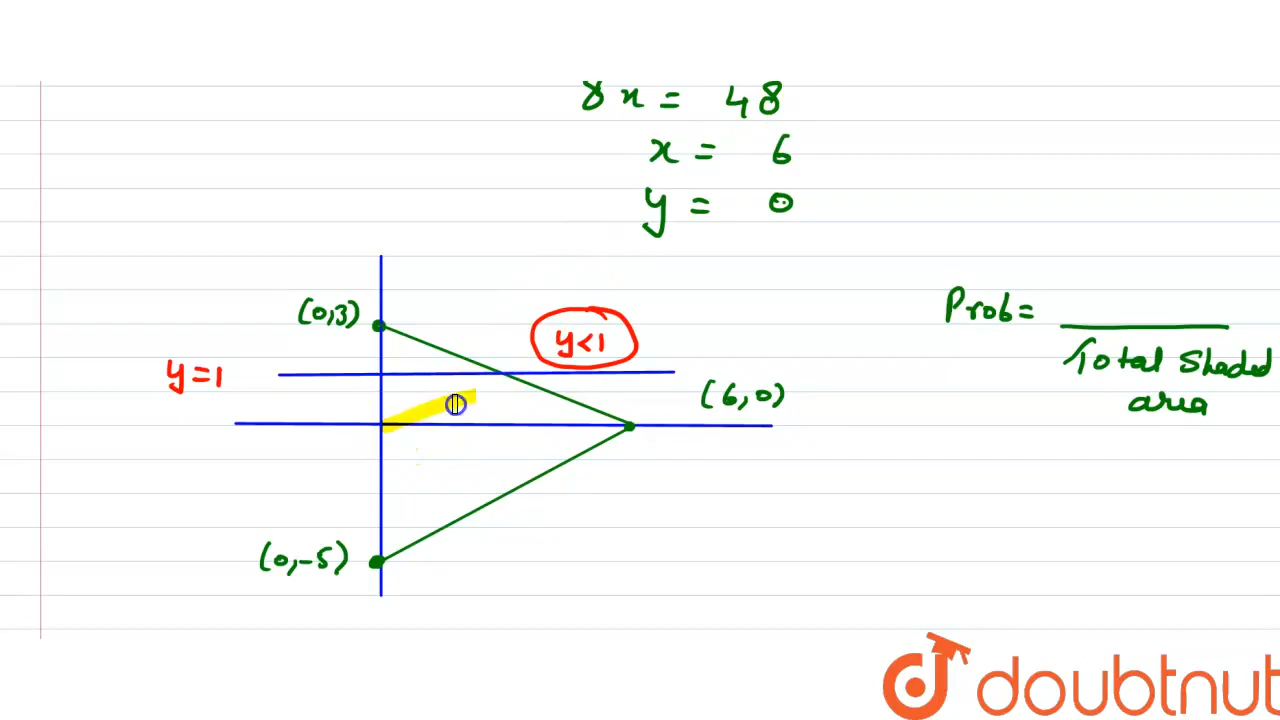 8x = 48
x = 6
y = 0
(0,3)
y<1
y=1
(6,0)
(0,-5)
Prob=
Total Shaded
area
doubtnut